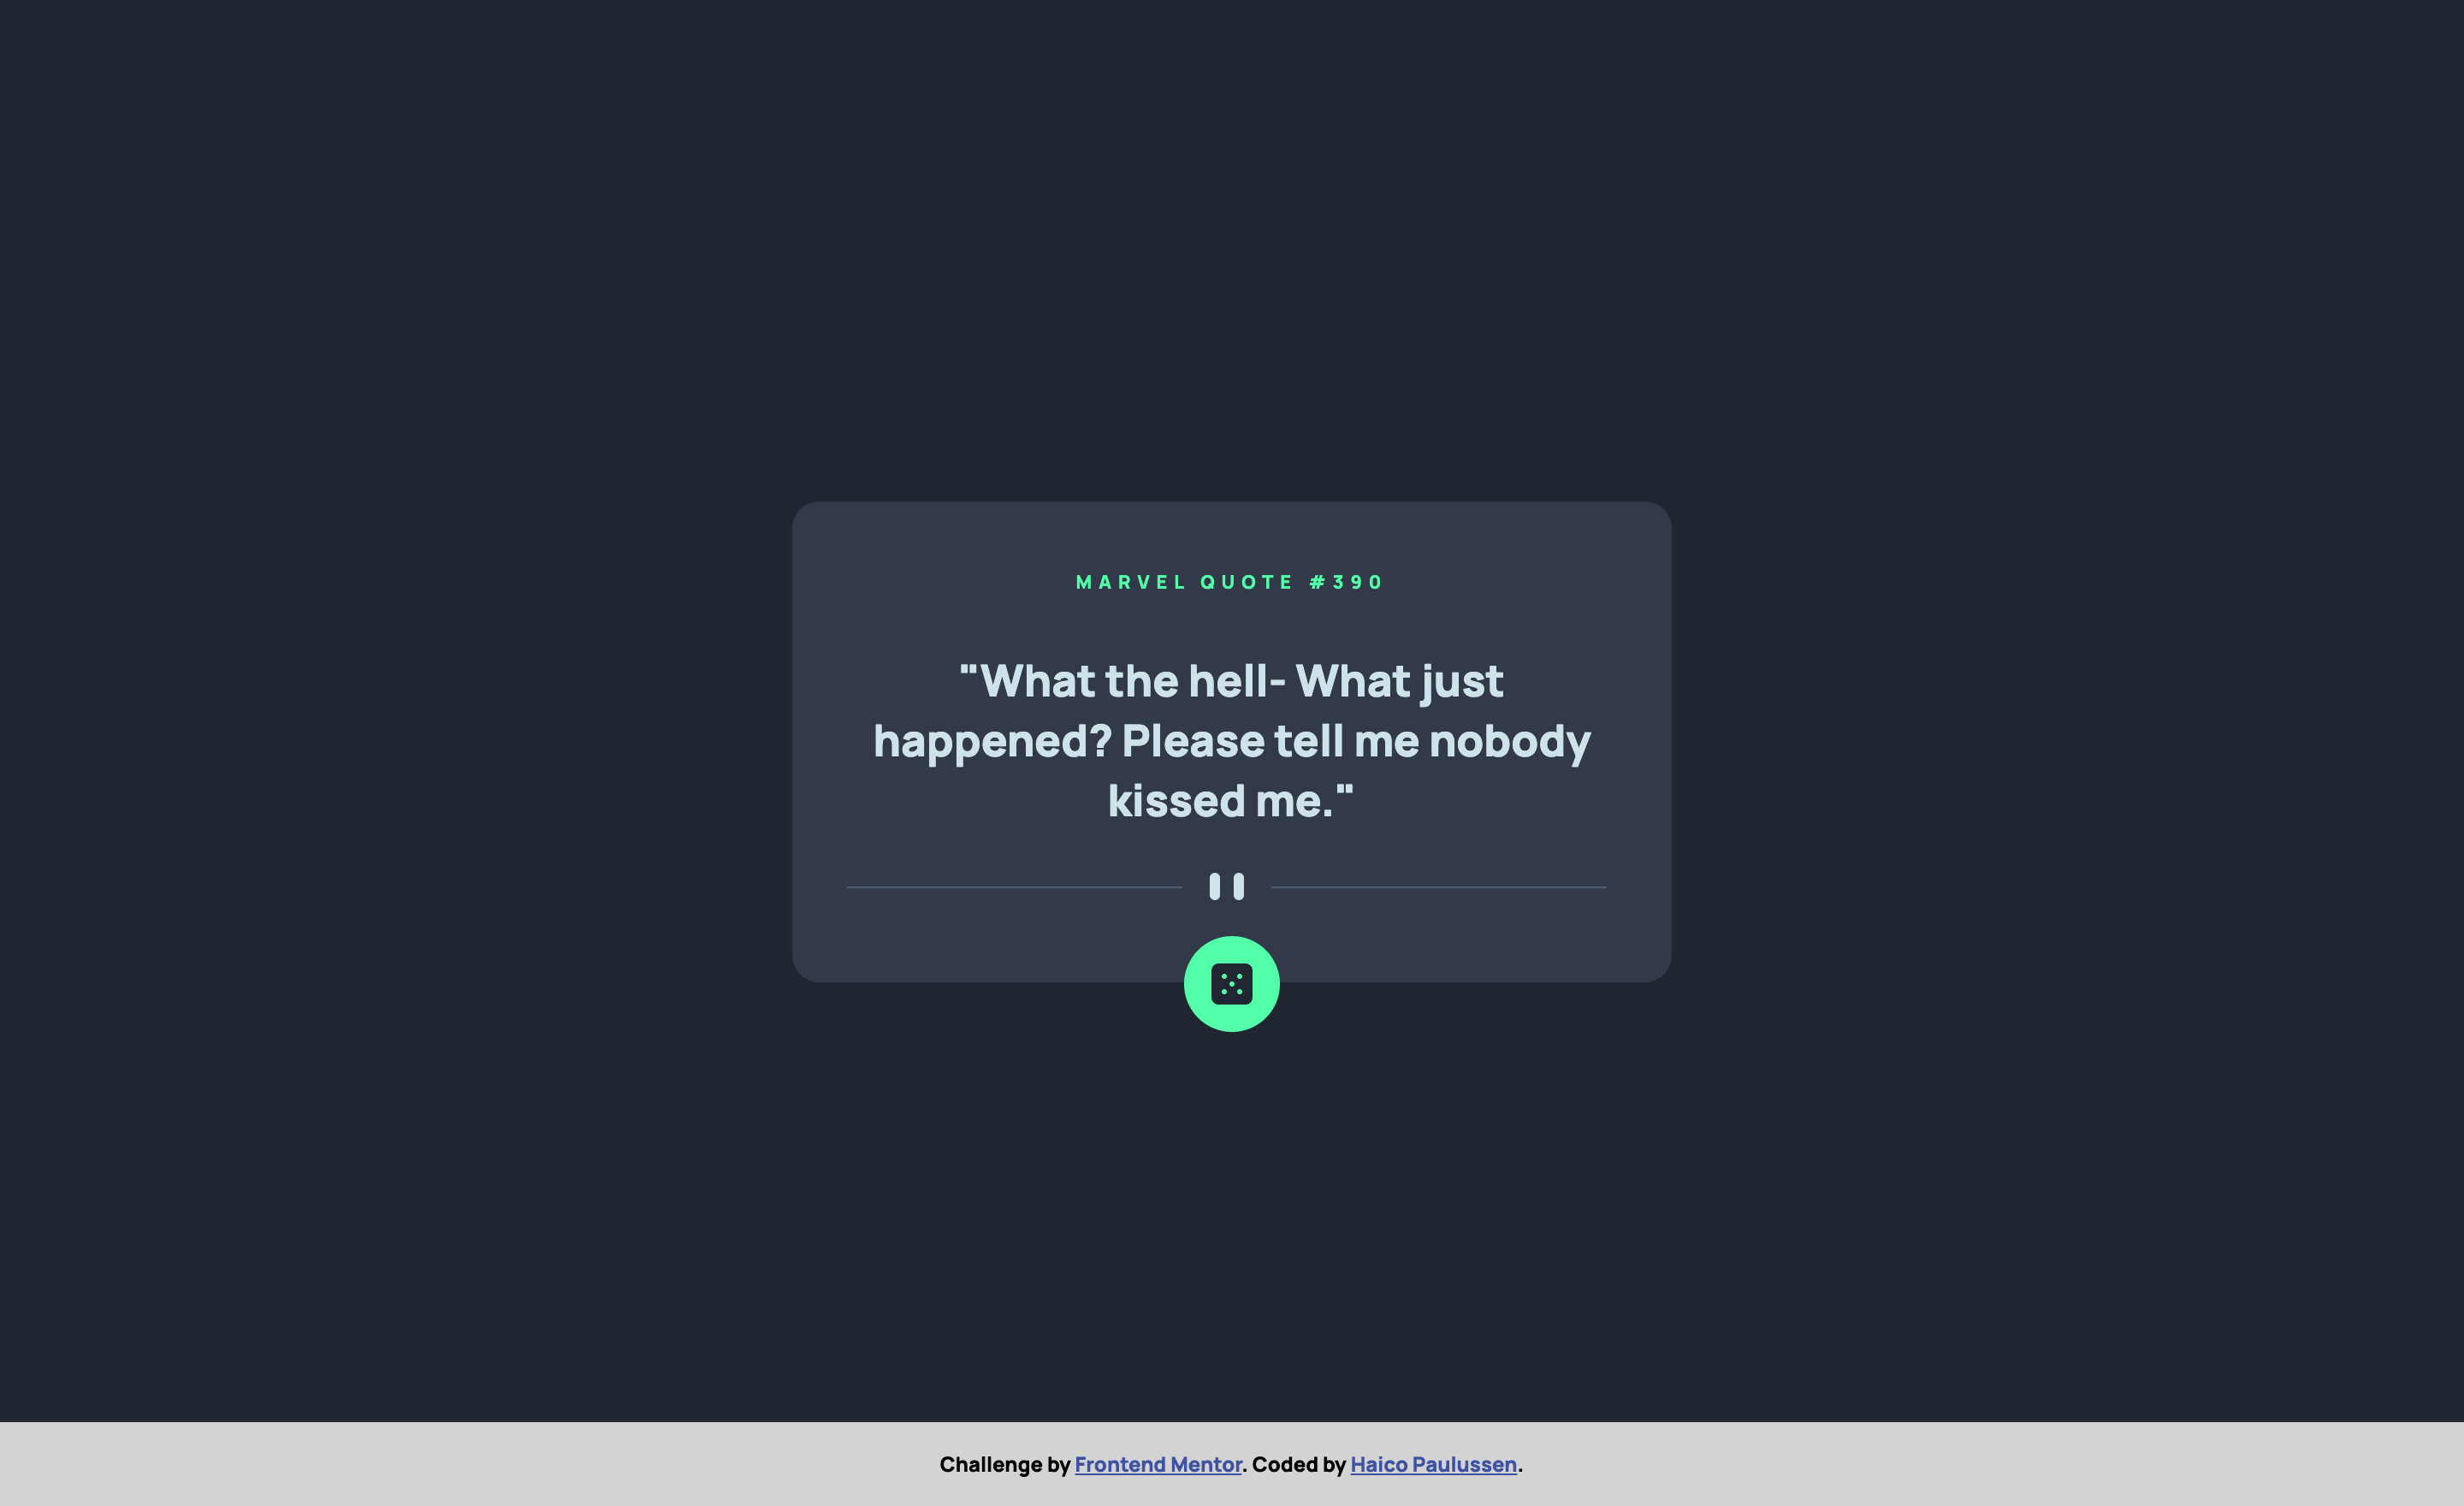 MARVEL QUOTE #390
"What the hell- What just
happened? Please tell me nobody
kissed me."
Challenge by Frontend Mentor. Coded by Haico Paulussen.